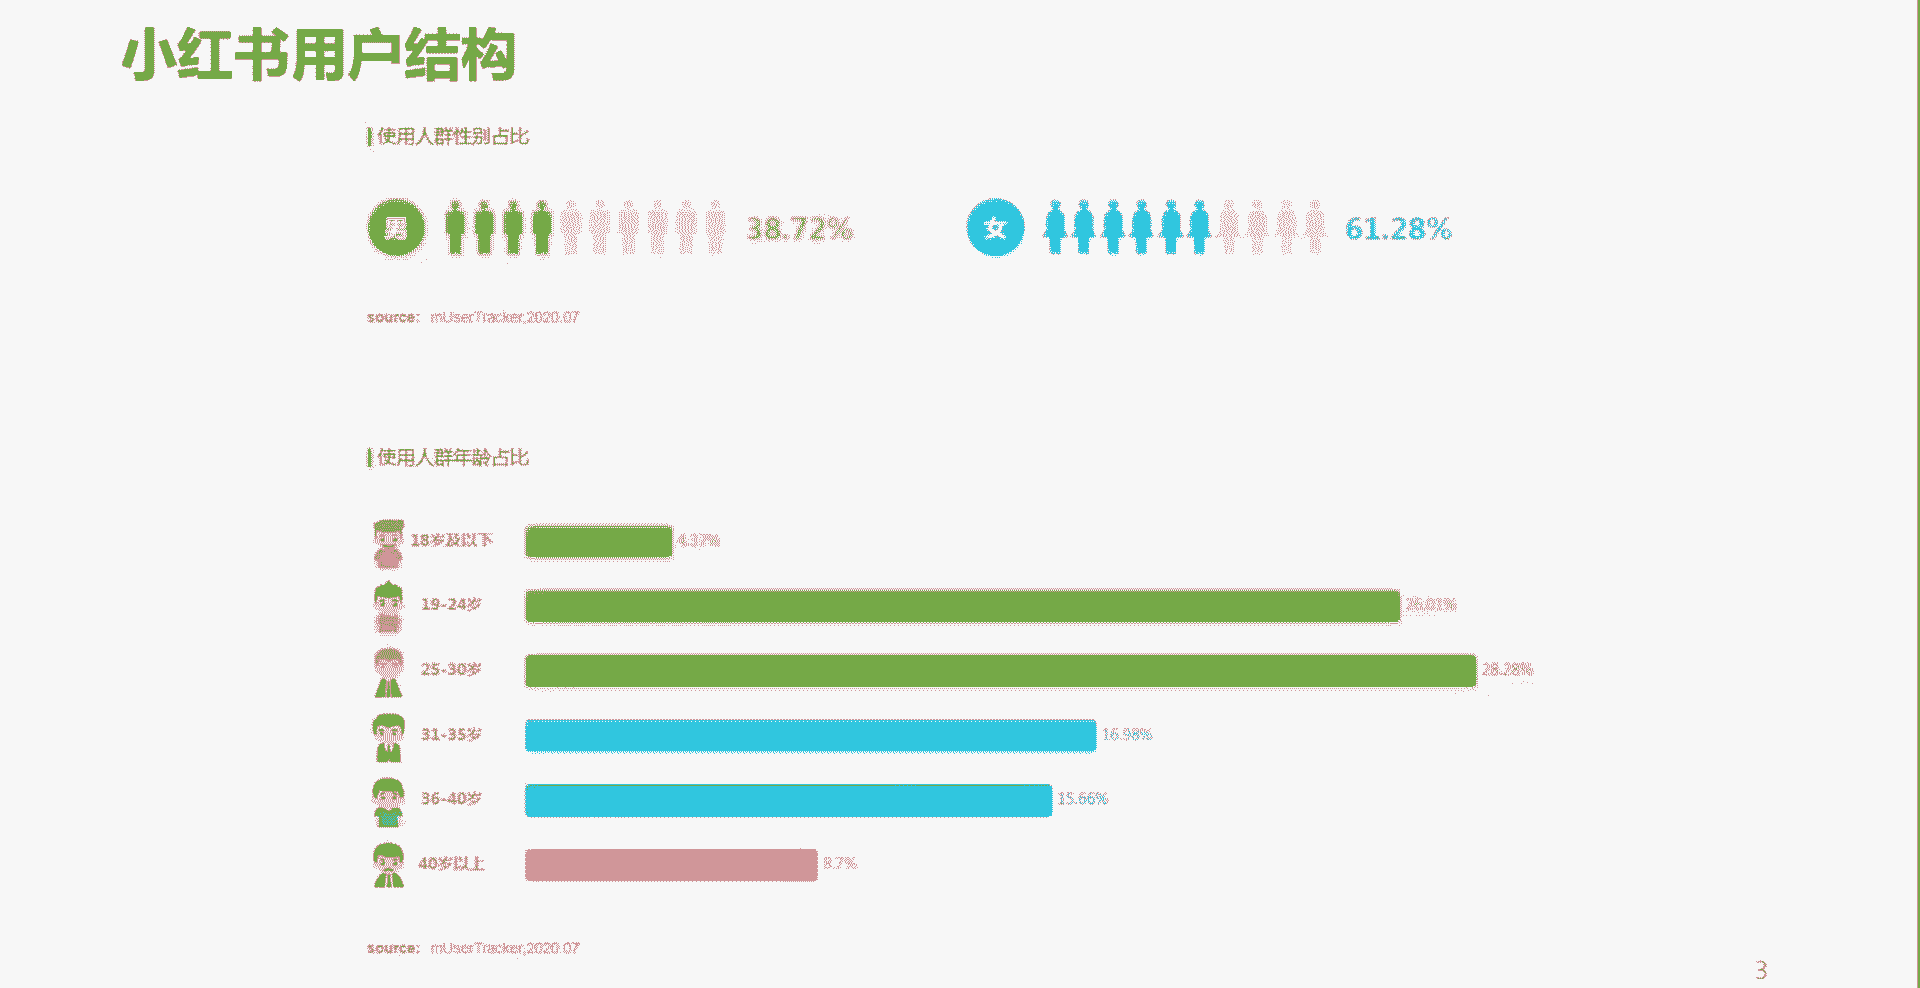 小红书用户结构
使用人群性别占比
男 38.72% 女 61.28%
source: mUserTracker,2020.07
使用人群年龄占比
18岁及以下 4.37%
19-24岁 26.01%
25-30岁 28.28%
31-35岁 16.98%
36-40岁 15.66%
40岁以上 8.7%
source: mUserTracker,2020.07
3